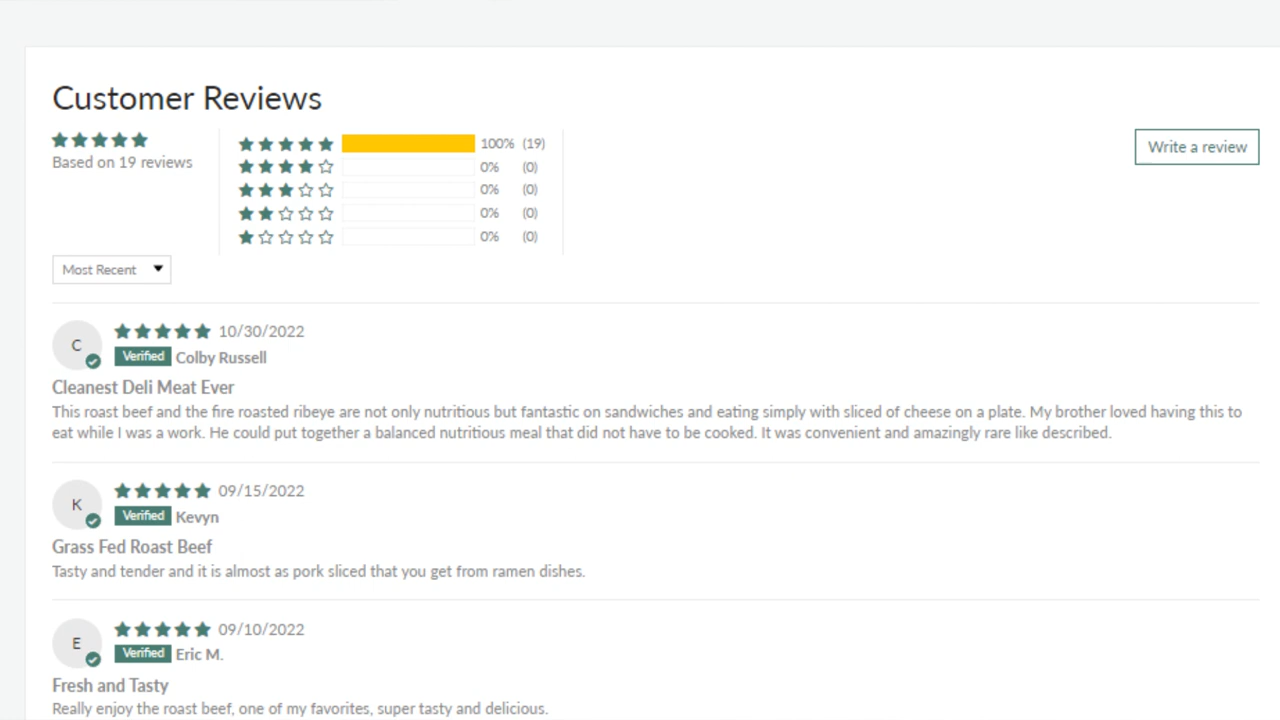 Customer Reviews
Based on 19 reviews
100% (19)
0% (0)
0% (0)
0% (0)
0% (0)
Write a review
Most Recent
C
10/30/2022
Verified Colby Russell
Cleanest Deli Meat Ever
This roast beef and the fire roasted ribeye are not only nutritious but fantastic on sandwiches and eating simply with sliced of cheese on a plate. My brother loved having this to
eat while I was a work. He could put together a balanced nutritious meal that did not have to be cooked. It was convenient and amazingly rare like described.
K
09/15/2022
Verified Kevyn
Grass Fed Roast Beef
Tasty and tender and it is almost as pork sliced that you get from ramen dishes.
E
09/10/2022
Verified Eric M.
Fresh and Tasty
Really enjoy the roast beef, one of my favorites, super tasty and delicious.